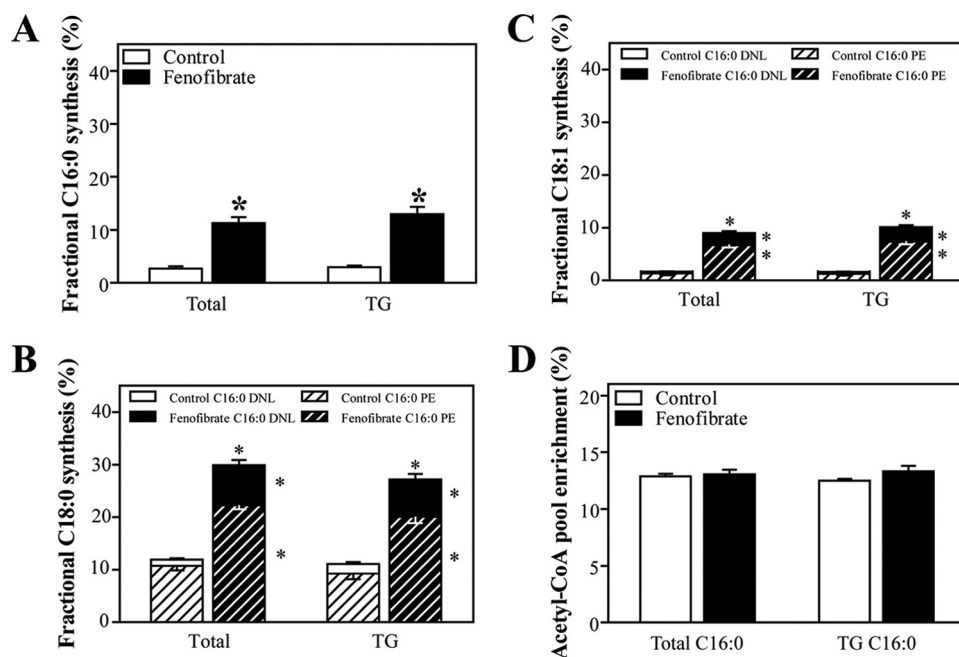 A
Fractional C16:0 synthesis (%)
40
30
20
10
0
Control
Fenofibrate
*
*
Total
TG
B
Fractional C18:0 synthesis (%)
40
30
20
10
0
Control C16:0 DNL
Control C16:0 PE
Fenofibrate C16:0 DNL
Fenofibrate C16:0 PE
*
*
*
*
*
*
Total
TG
C
Fractional C18:1 synthesis (%)
40
30
20
10
0
Control C16:0 DNL
Control C16:0 PE
Fenofibrate C16:0 DNL
Fenofibrate C16:0 PE
*
*
*
*
*
*
Total
TG
D
Acetyl-CoA pool enrichment (%)
20
15
10
5
0
Control
Fenofibrate
Total C16:0
TG C16:0